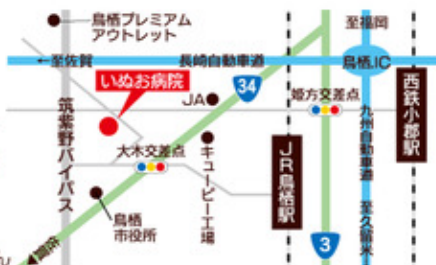 鳥栖プレミアム
アウトレット
至福岡
←至佐賀
長崎自動車道
鳥栖IC
いぬお病院
34
JA
姫方交差点
西鉄小郡駅
筑紫野バイパス
大木交差点
キューピー工場
JR鳥栖駅
九州自動車道
鳥栖
市役所
至久留米
3
佐賀